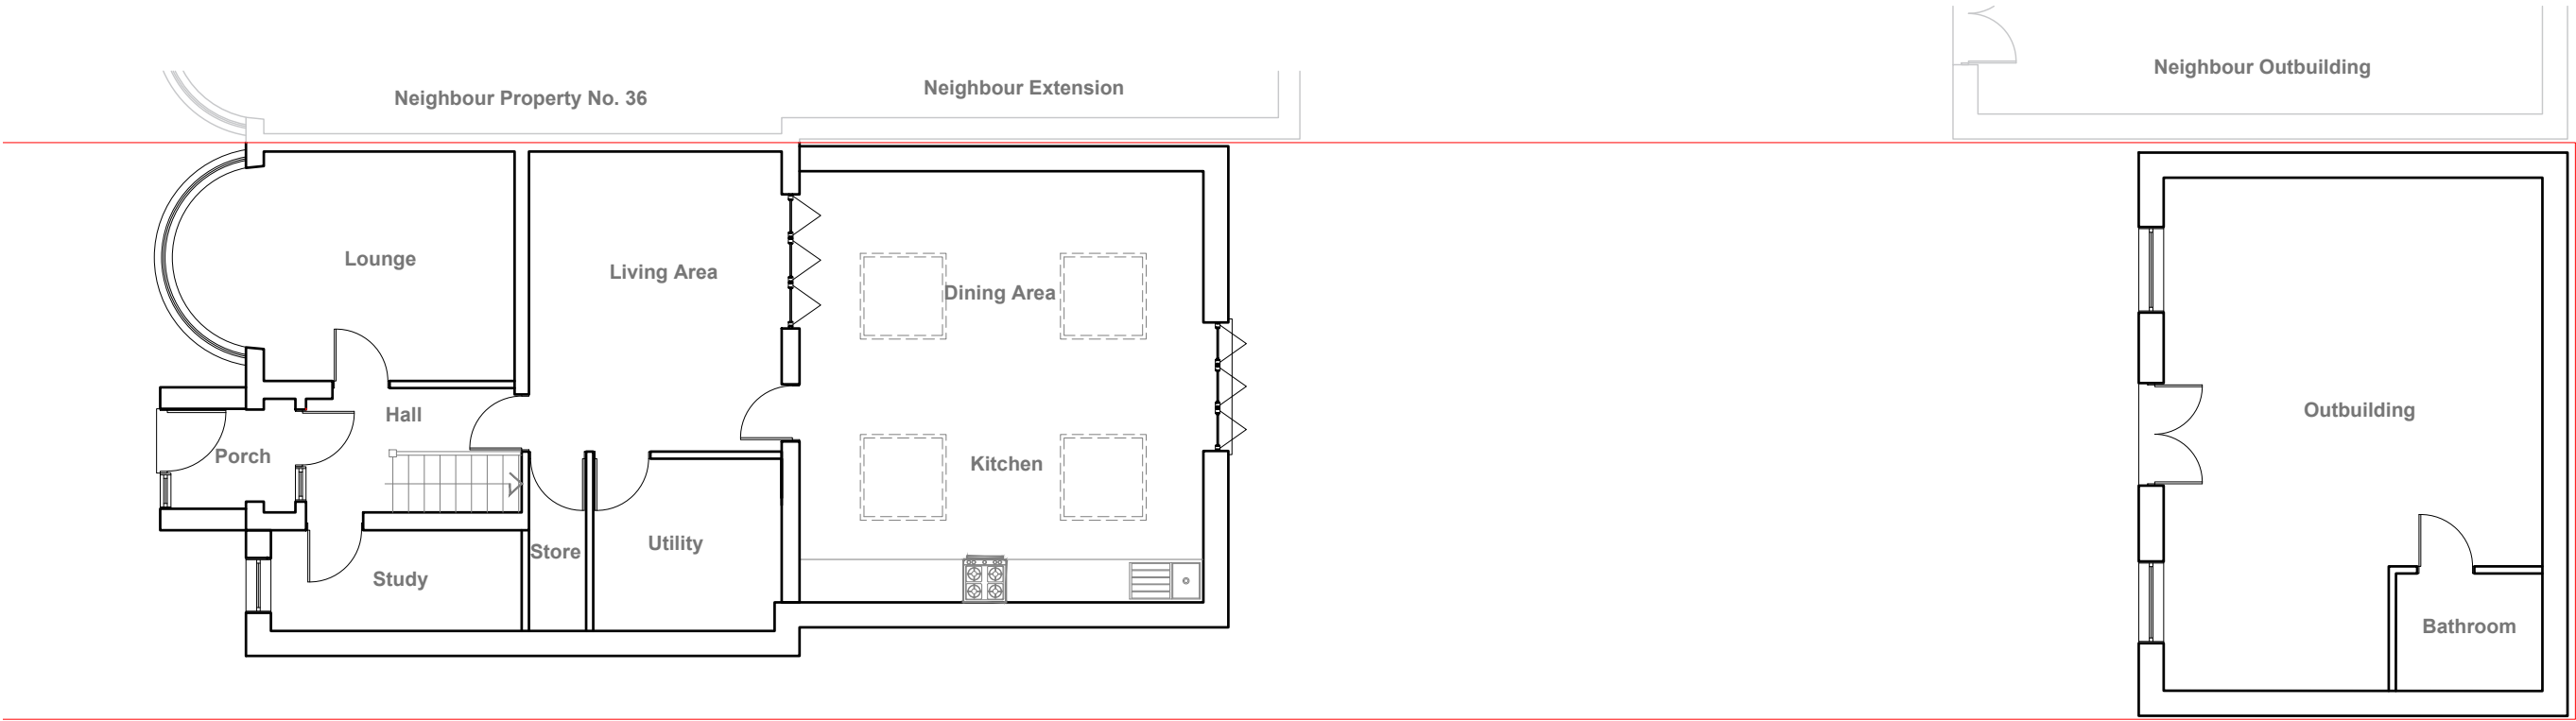 Neighbour Property No. 36
Neighbour Extension
Neighbour Outbuilding
Lounge
Living Area
Dining Area
Hall
Outbuilding
Porch
Kitchen
Store
Utility
Study
Bathroom